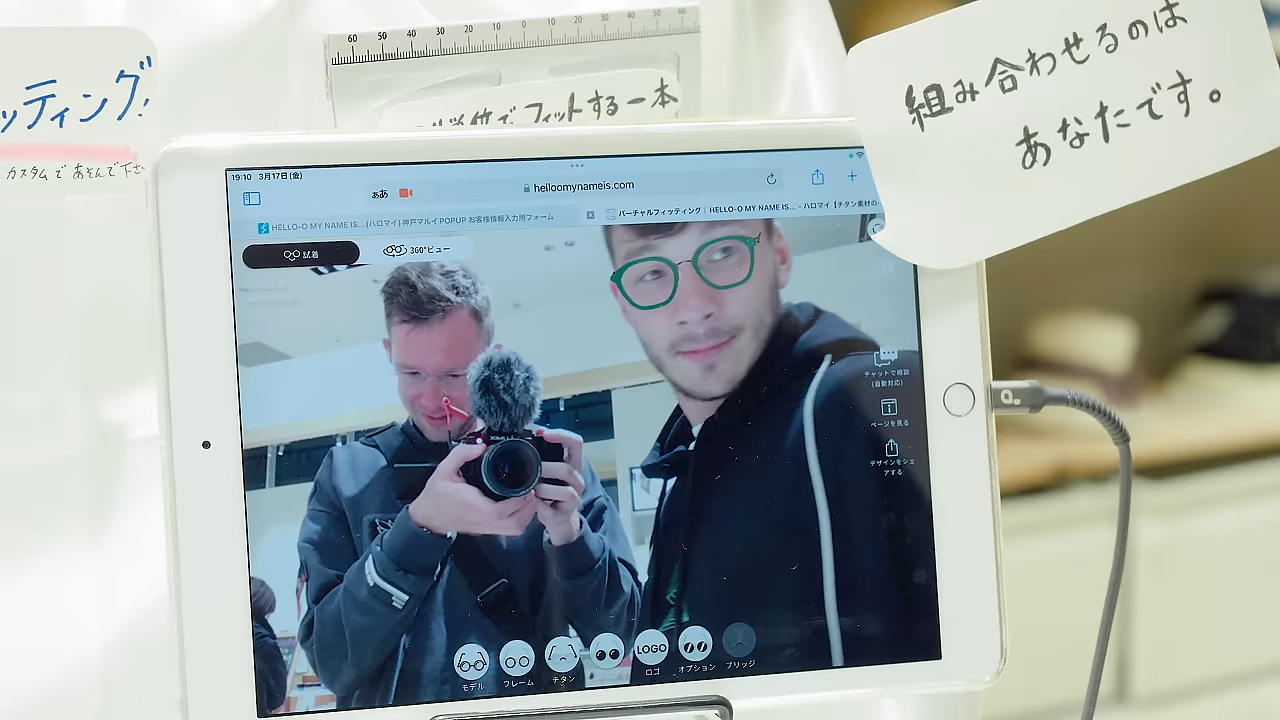 60 50 40 30 20 10 0 10 20 30 40 50 60
ッティング!
カスタムであそんで下さい
でフィットする一本
組み合わせるのは
あなたです。
19:10 3月17日(金)
ああ
helloomynameis.com
HELLO-O MY NAME IS...(ハロマイ)神戸マルイPOPUP お客様情報入力用フォーム
バーチャルフィッティング | HELLO-O MY NAME IS... - ハロマイ【チタン素材の
試着
360°ビュー
チャットで相談
(自動対応)
ページを見る
デザインをシェ
アする
LOGO
モデル
フレーム
チタン
ロゴ
オプション
ブリッジ